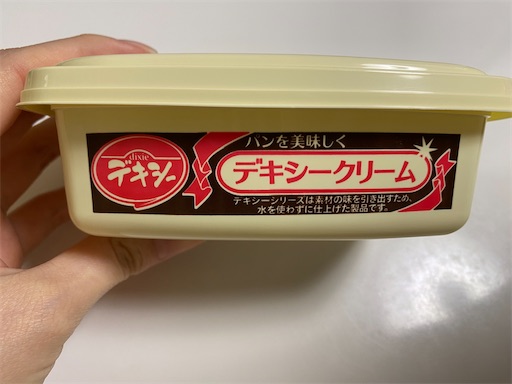 dixie
デキシー
パンを美味しく
デキシークリーム
デキシーシリーズは素材の味を引き出すため、
水を使わずに仕上げた製品です。